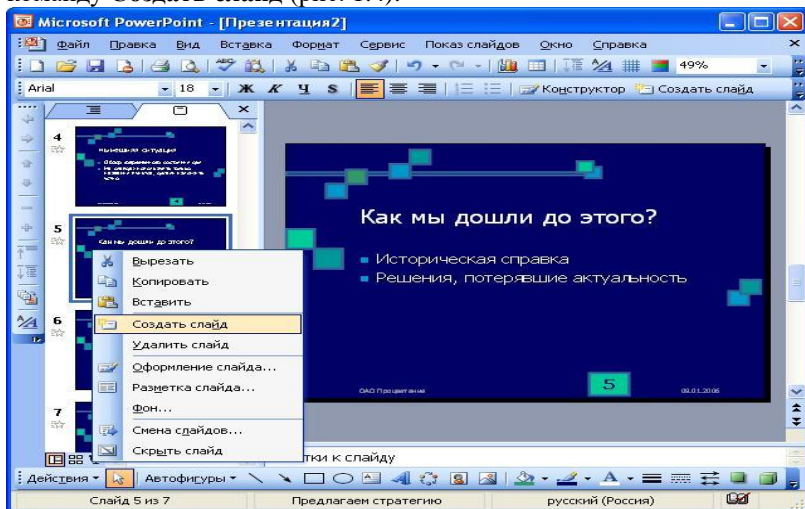 команду Создать слайд (рис. 1.4).
Microsoft PowerPoint - [Презентация2]
Файл Правка Вид Вставка Формат Сервис Показ слайдов Окно Справка
49%
Arial 18 Ж К Ч S Конструктор Создать слайд
4
5
Как мы дошли до этого?
6
7
Вырезать
Копировать
Вставить
Создать слайд
Удалить слайд
Оформление слайда...
Разметка слайда...
Фон...
Смена слайдов...
Скрыть слайд
Как мы дошли до этого?
Историческая справка
Решения, потерявшие актуальность
ОАО Процветание
5
08.01.2006
тки к слайду
Действия Автофигуры
Слайд 5 из 7 Предлагаем стратегию русский (Россия)